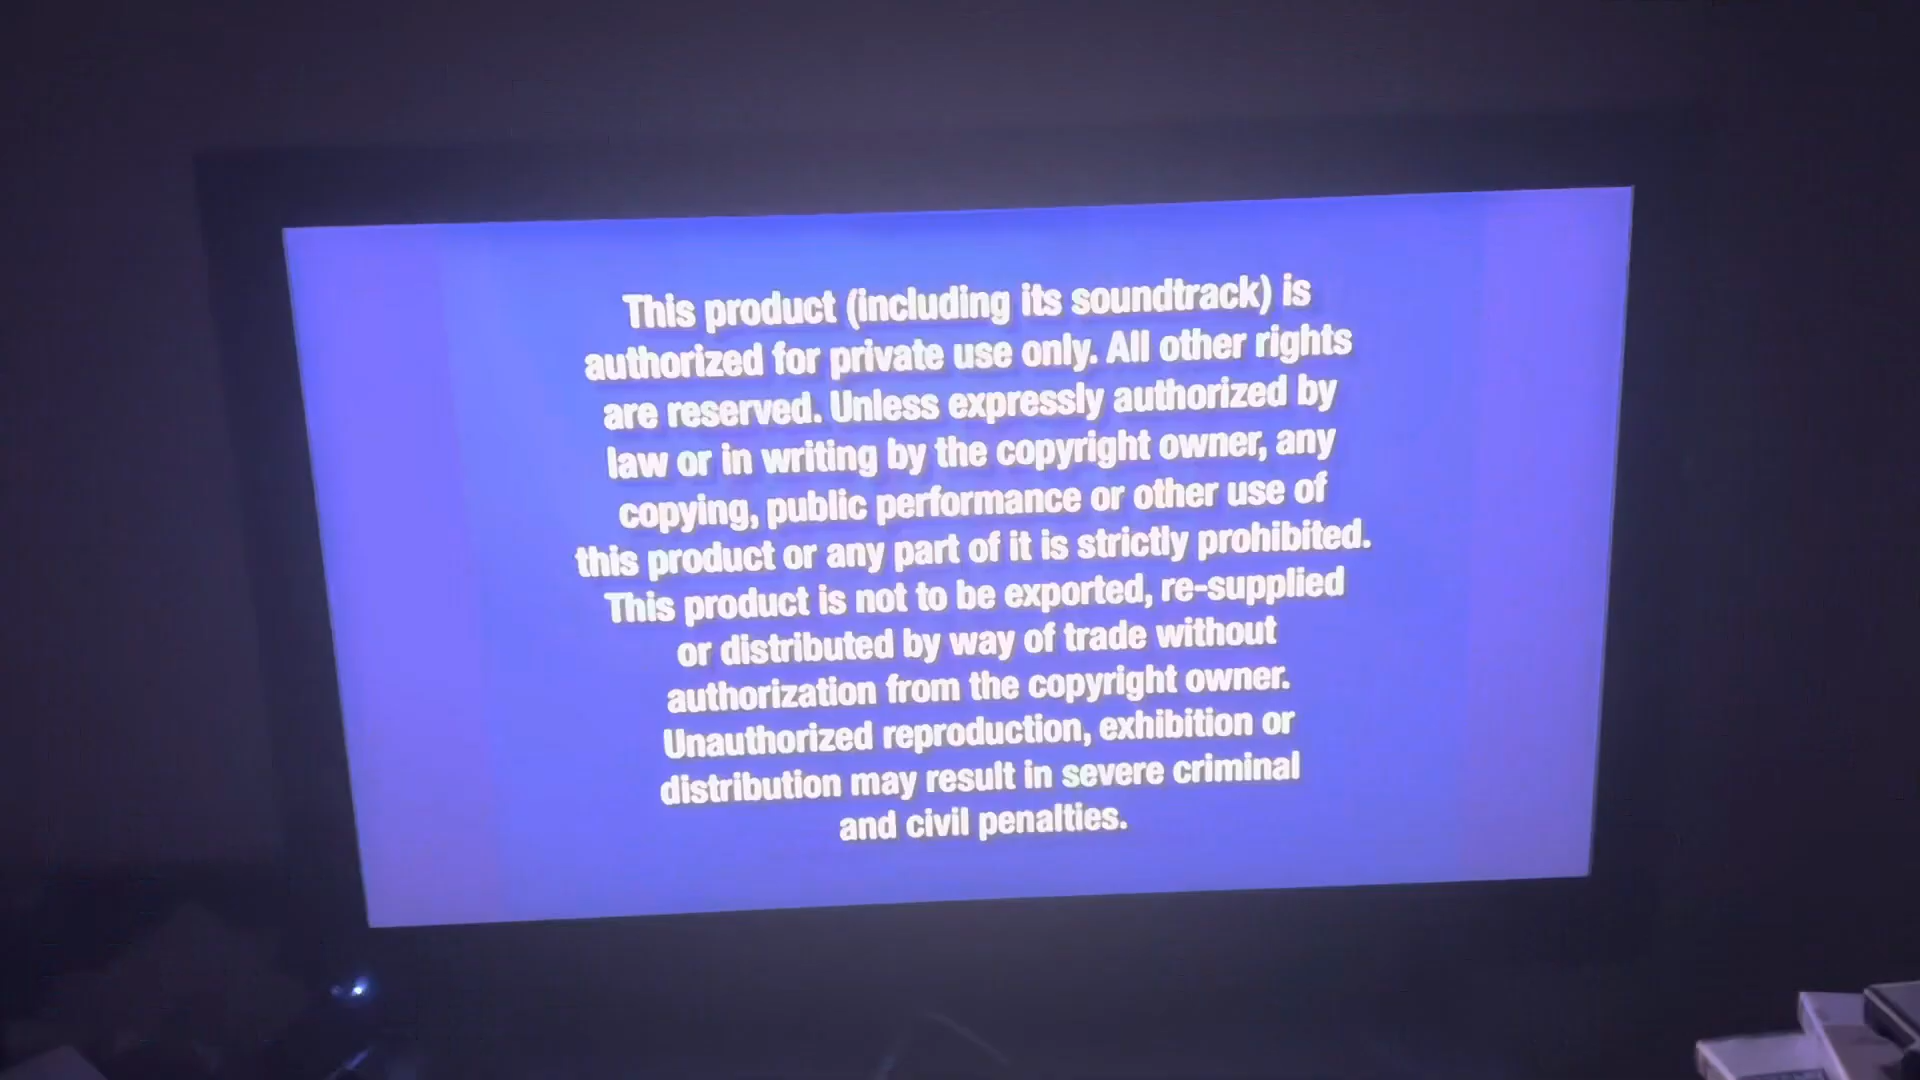 This product (including its soundtrack) is
authorized for private use only. All other rights
are reserved. Unless expressly authorized by
law or in writing by the copyright owner, any
copying, public performance or other use of
this product or any part of it is strictly prohibited.
This product is not to be exported, re-supplied
or distributed by way of trade without
authorization from the copyright owner.
Unauthorized reproduction, exhibition or
distribution may result in severe criminal
and civil penalties.